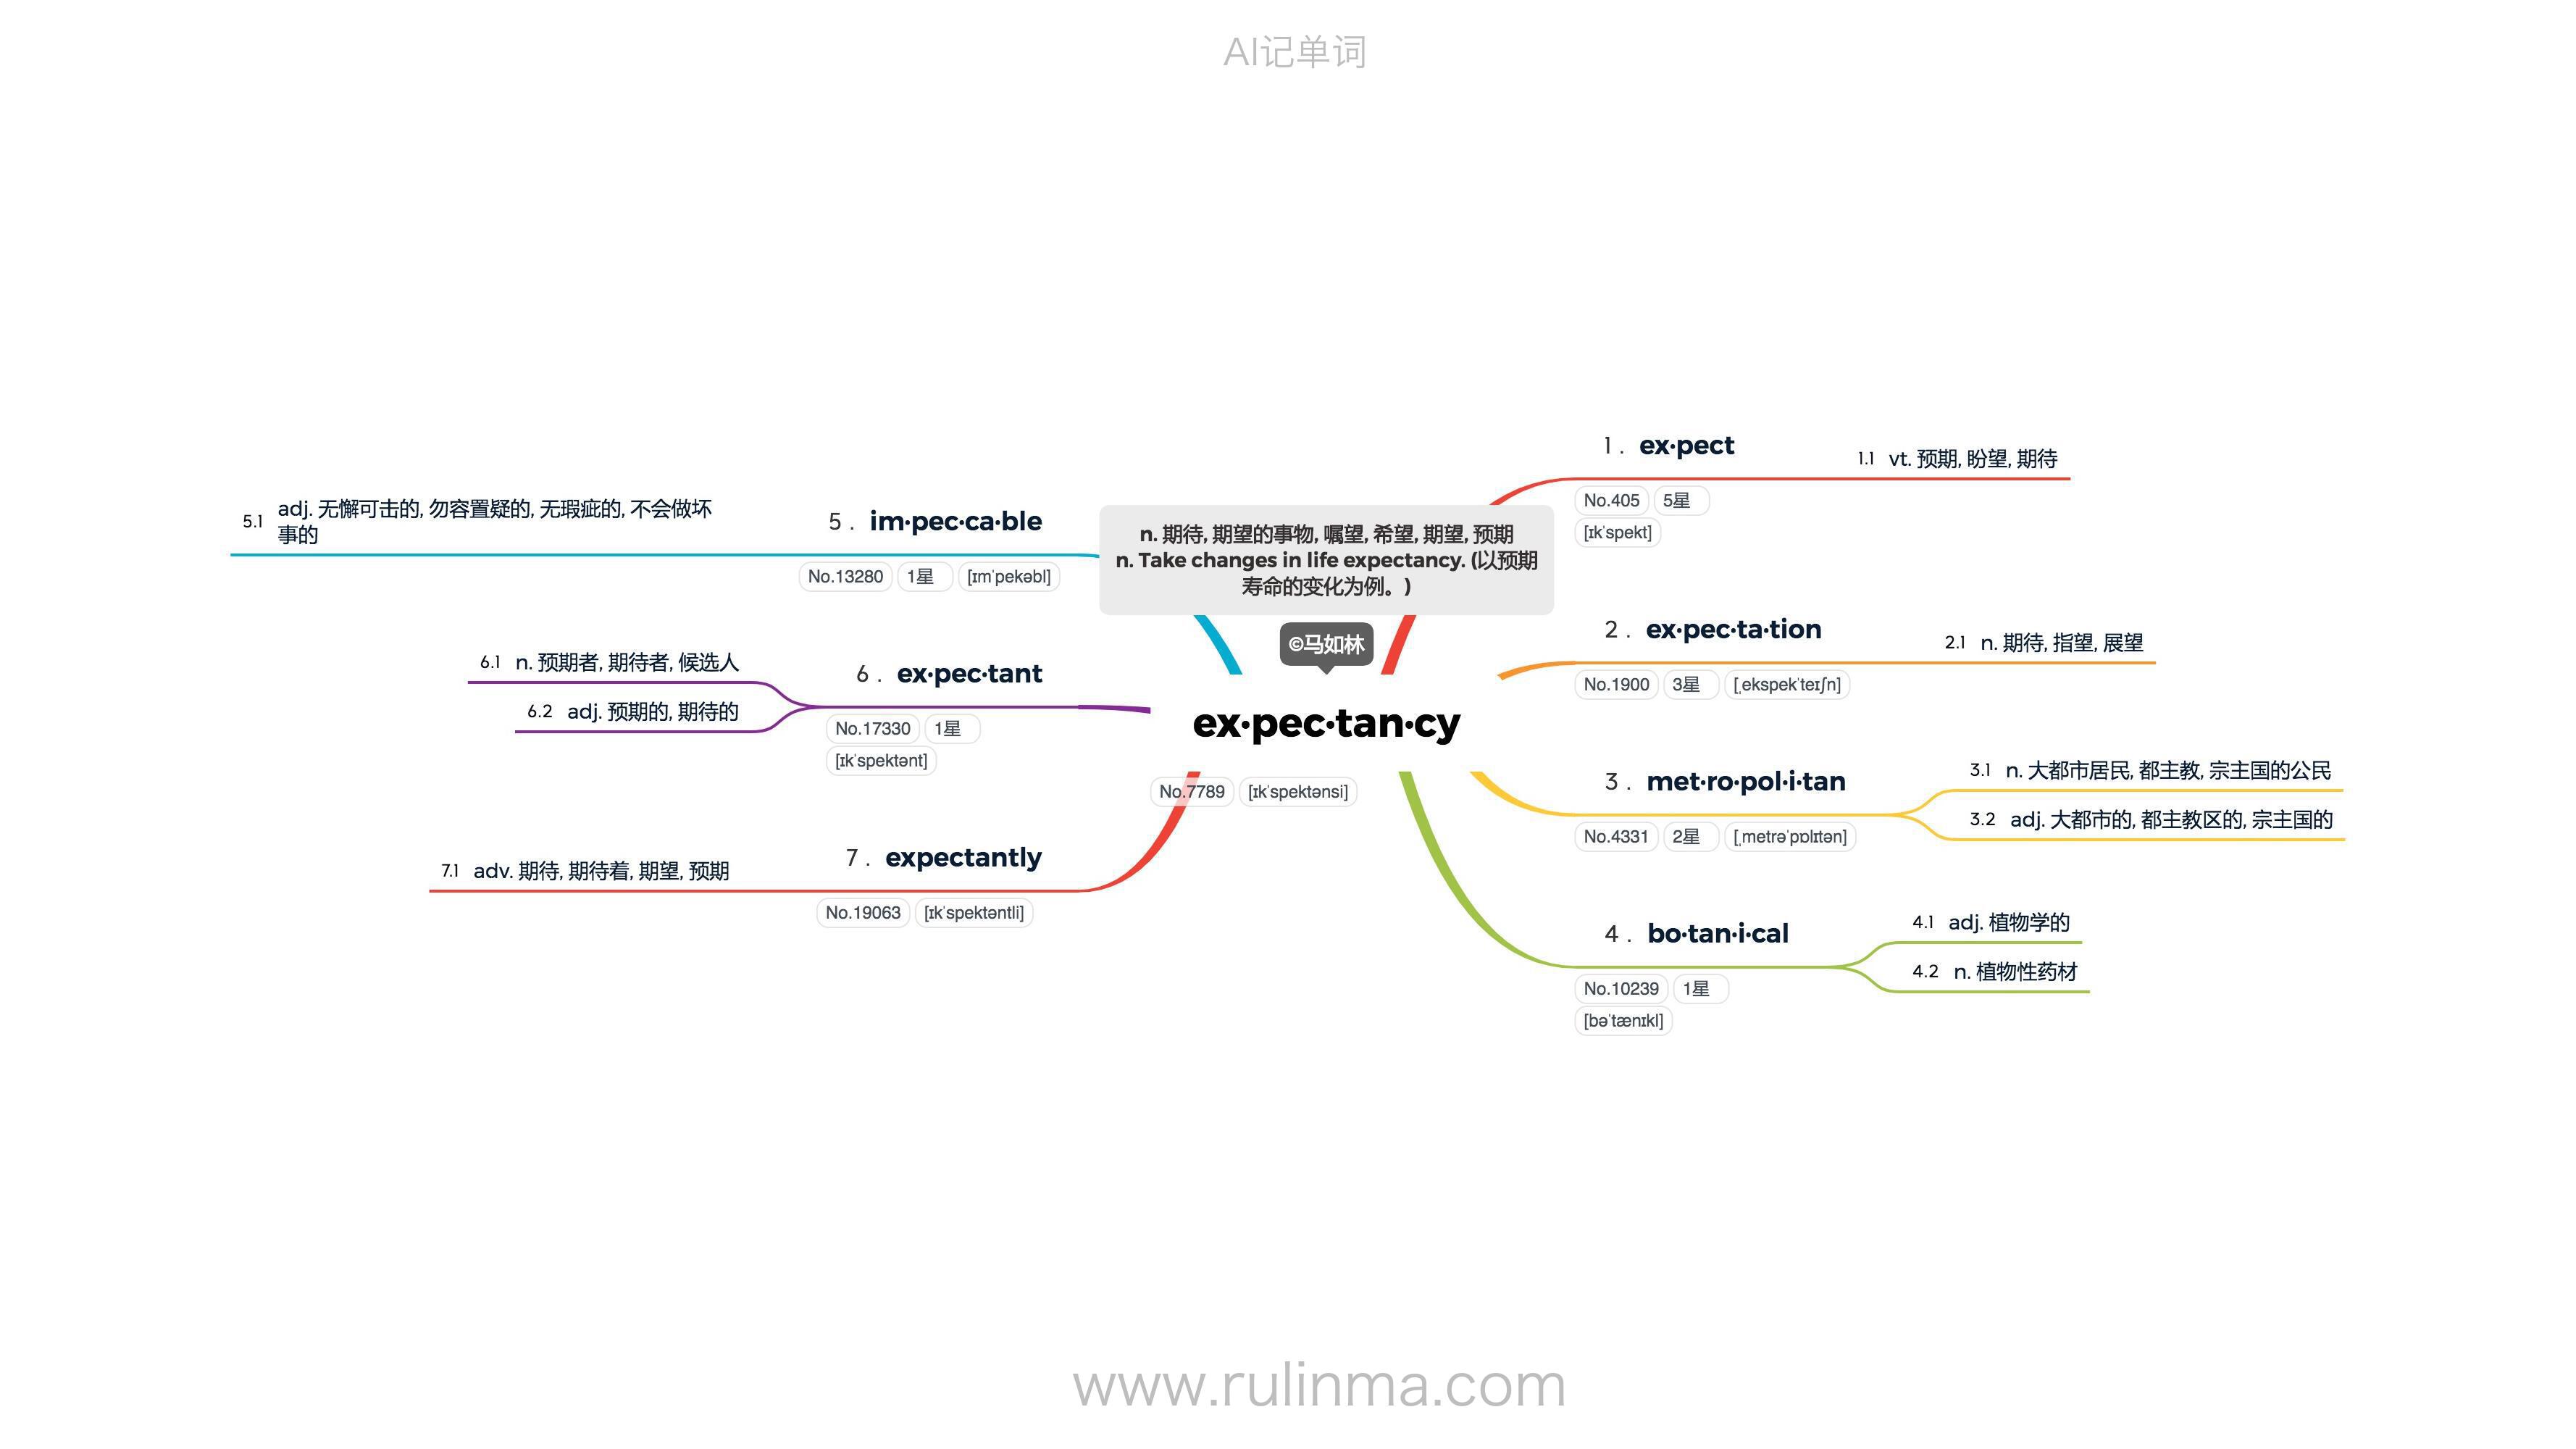 AI记单词
n. 期待, 期望的事物, 嘱望, 希望, 期望, 预期
n. Take changes in life expectancy. (以预期
寿命的变化为例。)
©马如林
ex·pec·tan·cy
No.7789 [ɪkˈspektənsi]
1 . ex·pect
No.405 5星
[ɪkˈspekt]
1.1 vt. 预期, 盼望, 期待
2 . ex·pec·ta·tion
No.1900 3星 [ˌekspekˈteɪʃn]
2.1 n. 期待, 指望, 展望
3 . met·ro·pol·i·tan
No.4331 2星 [ˌmetrəˈpɒlɪtən]
3.1 n. 大都市居民, 都主教, 宗主国的公民
3.2 adj. 大都市的, 都主教区的, 宗主国的
4 . bo·tan·i·cal
No.10239 1星
[bəˈtænɪkl]
4.1 adj. 植物学的
4.2 n. 植物性药材
5 . im·pec·ca·ble
No.13280 1星 [ɪmˈpekəbl]
5.1 adj. 无懈可击的, 勿容置疑的, 无瑕疵的, 不会做坏
事的
6 . ex·pec·tant
No.17330 1星
[ɪkˈspektənt]
6.1 n. 预期者, 期待者, 候选人
6.2 adj. 预期的, 期待的
7 . expectantly
No.19063 [ɪkˈspektəntli]
7.1 adv. 期待, 期待着, 期望, 预期
www.rulinma.com